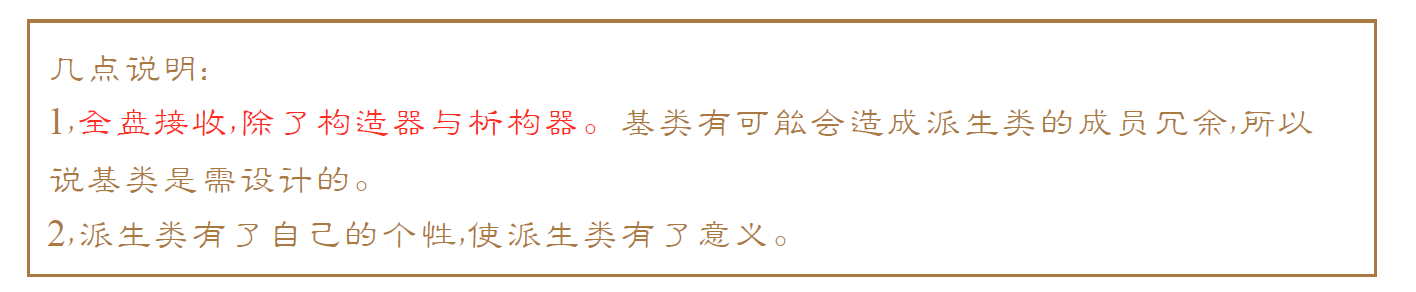 几点说明:
1,全盘接收,除了构造器与析构器。基类有可能会造成派生类的成员冗余,所以
说基类是需设计的。
2,派生类有了自己的个性,使派生类有了意义。